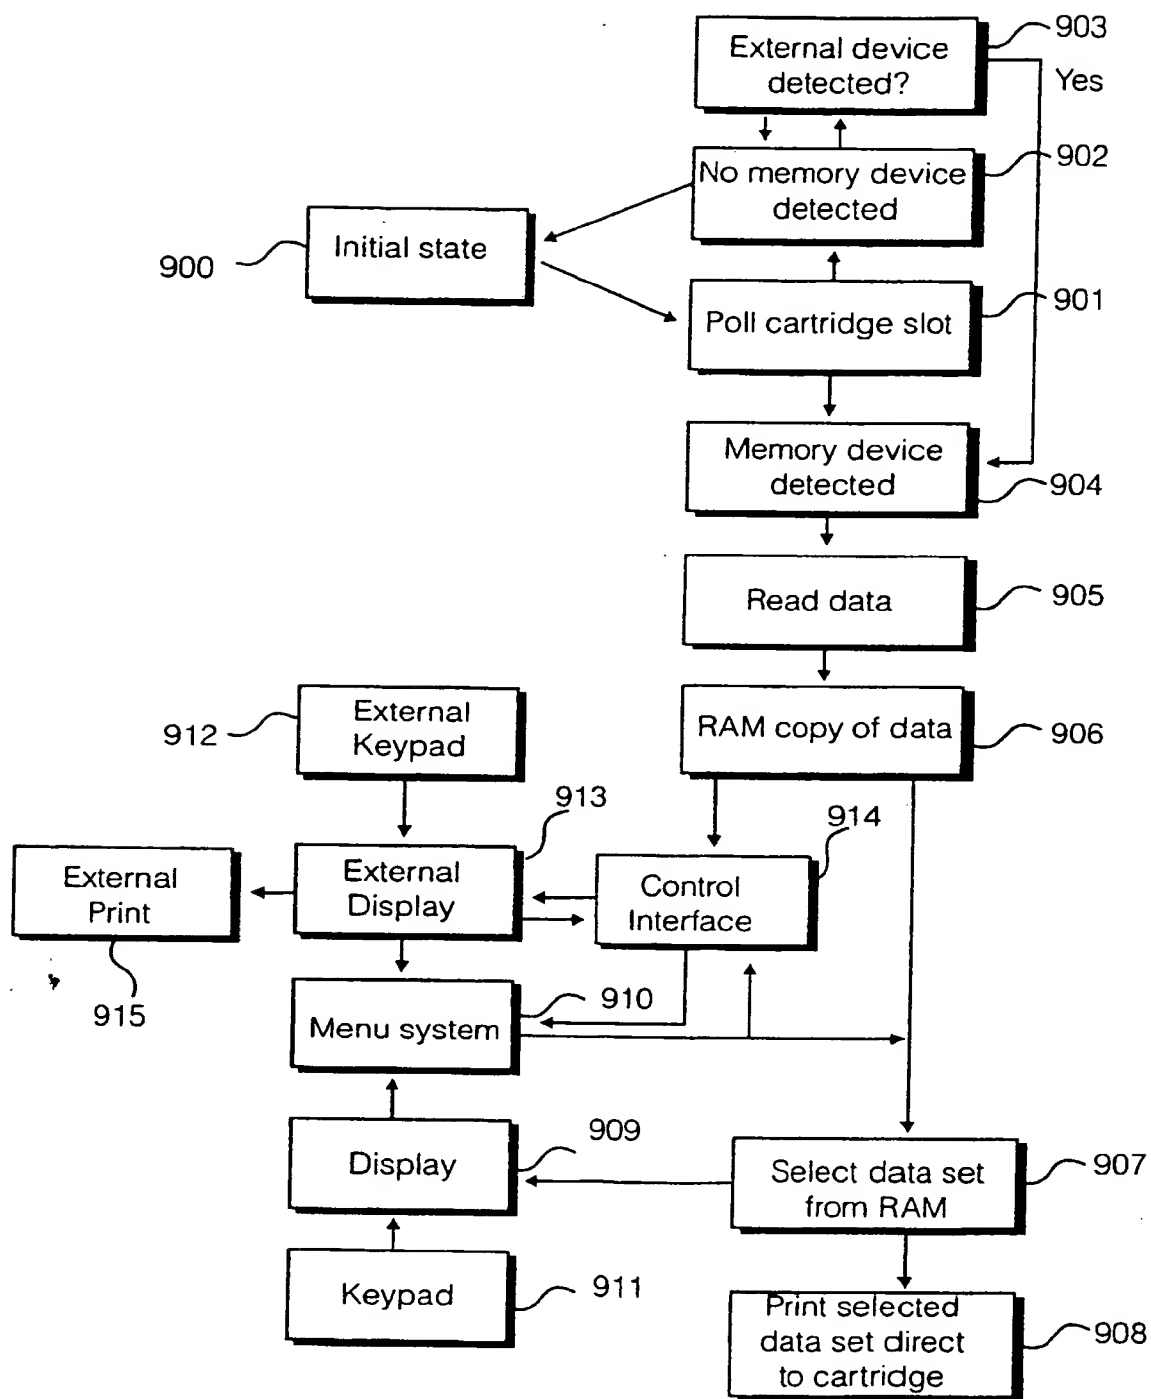 903
External device
detected?
Yes
902
No memory device
detected
Initial state
900
901
Poll cartridge slot
Memory device
detected
904
Read data
905
External
Keypad
912
RAM copy of data
906
913
914
External
Print
External
Display
Control
Interface
915
910
Menu system
909
Display
Select data set
from RAM
907
Keypad
911
Print selected
data set direct
to cartridge
908